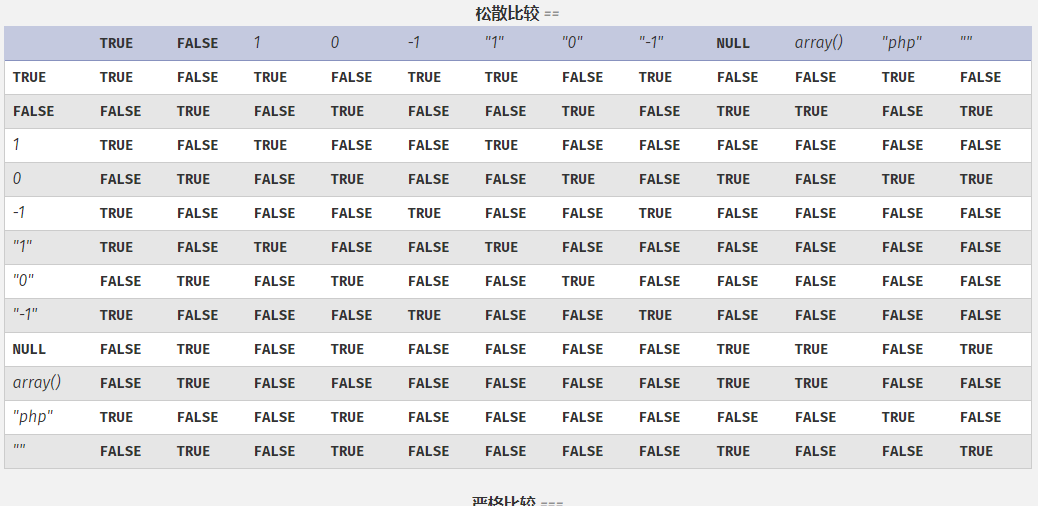 松散比较 ==
TRUE FALSE 1 0 -1 "1" "0" "-1" NULL array() "php" ""
TRUE TRUE FALSE TRUE FALSE TRUE TRUE FALSE TRUE FALSE FALSE TRUE FALSE
FALSE FALSE TRUE FALSE TRUE FALSE FALSE TRUE FALSE TRUE TRUE FALSE TRUE
1 TRUE FALSE TRUE FALSE FALSE TRUE FALSE FALSE FALSE FALSE FALSE FALSE
0 FALSE TRUE FALSE TRUE FALSE FALSE TRUE FALSE TRUE FALSE TRUE TRUE
-1 TRUE FALSE FALSE FALSE TRUE FALSE FALSE TRUE FALSE FALSE FALSE FALSE
"1" TRUE FALSE TRUE FALSE FALSE TRUE FALSE FALSE FALSE FALSE FALSE FALSE
"0" FALSE TRUE FALSE TRUE FALSE FALSE TRUE FALSE FALSE FALSE FALSE FALSE
"-1" TRUE FALSE FALSE FALSE TRUE FALSE FALSE TRUE FALSE FALSE FALSE FALSE
NULL FALSE TRUE FALSE TRUE FALSE FALSE FALSE FALSE TRUE TRUE FALSE TRUE
array() FALSE TRUE FALSE FALSE FALSE FALSE FALSE FALSE TRUE TRUE FALSE FALSE
"php" TRUE FALSE FALSE TRUE FALSE FALSE FALSE FALSE FALSE FALSE TRUE FALSE
"" FALSE TRUE FALSE TRUE FALSE FALSE FALSE FALSE TRUE FALSE FALSE TRUE
严格比较 ===